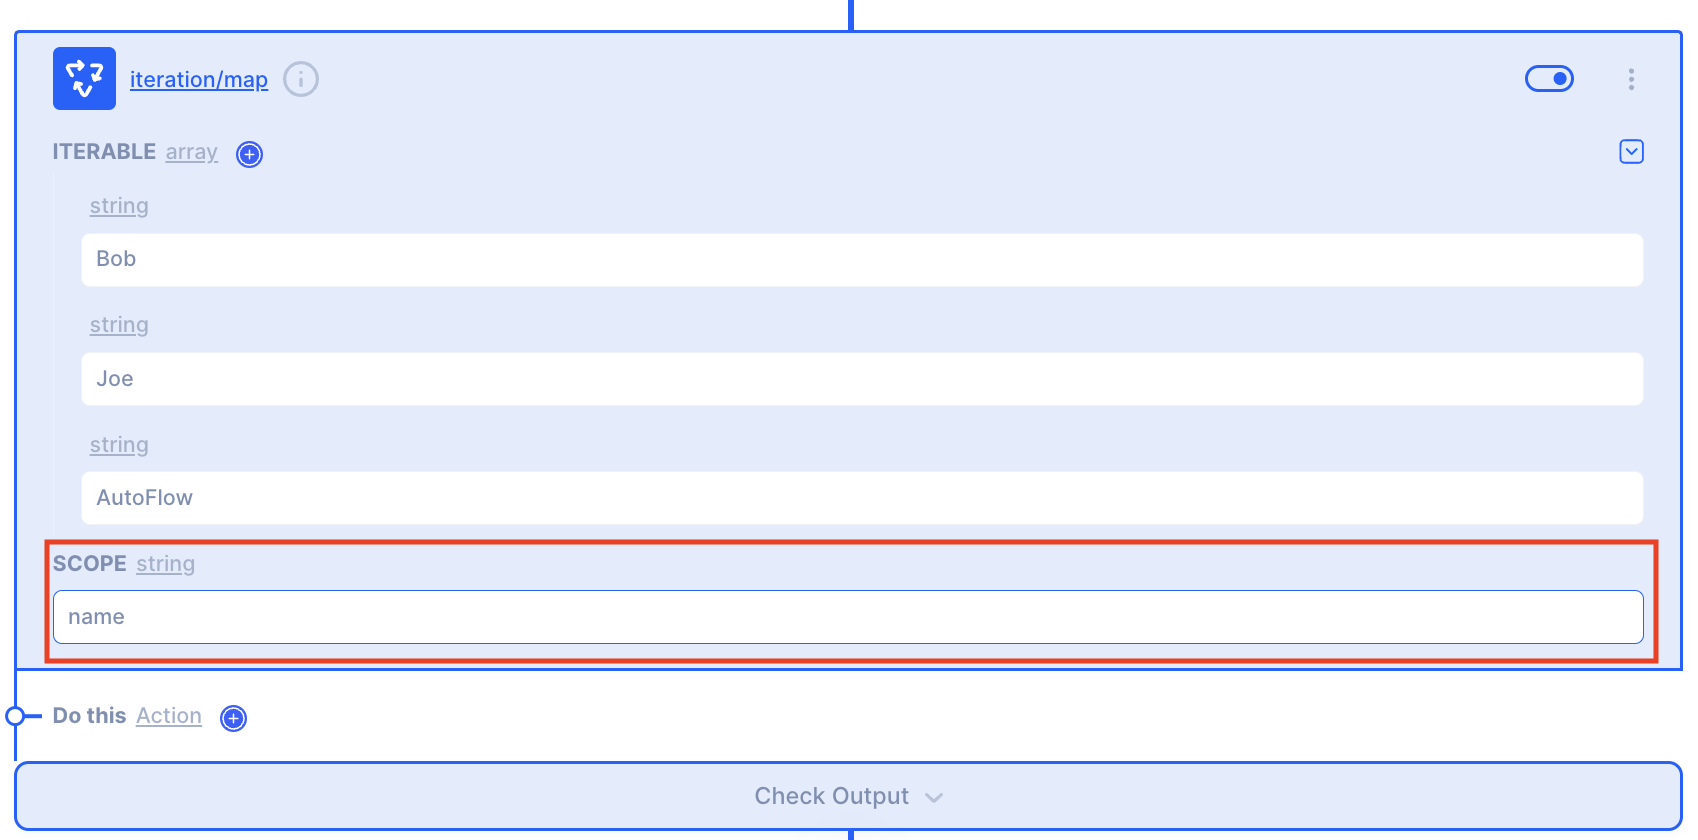 iteration/map
ITERABLE array
string
Bob
string
Joe
string
AutoFlow
SCOPE string
name
Do this Action
Check Output